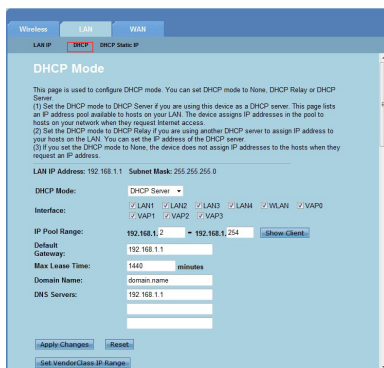 Wireless LAN WAN
LAN IP DHCP DHCP Static IP
DHCP Mode
This page is used to configure DHCP mode. You can set DHCP mode to None, DHCP Relay or DHCP
Server.
(1) Set the DHCP mode to DHCP Server if you are using this device as a DHCP server. This page lists
an IP address pool available to hosts on your LAN. The device assigns IP addresses in the pool to
hosts on your network when they request Internet access.
(2) Set the DHCP mode to DHCP Relay if you are using another DHCP server to assign IP address to
your hosts on the LAN. You can set the IP address of the DHCP server.
(3) If you set the DHCP mode to None, the device does not assign IP addresses to the hosts when they
request an IP address.
LAN IP Address: 192.168.1.1 Subnet Mask: 255.255.255.0
DHCP Mode: DHCP Server
Interface: LAN1 LAN2 LAN3 LAN4 WLAN VAP0
VAP1 VAP2 VAP3
IP Pool Range: 192.168.1. 2 - 192.168.1. 254 Show Client
Default
Gateway: 192.168.1.1
Max Lease Time: 1440 minutes
Domain Name: domain.name
DNS Servers: 192.168.1.1
Apply Changes Reset
Set VendorClass IP Range